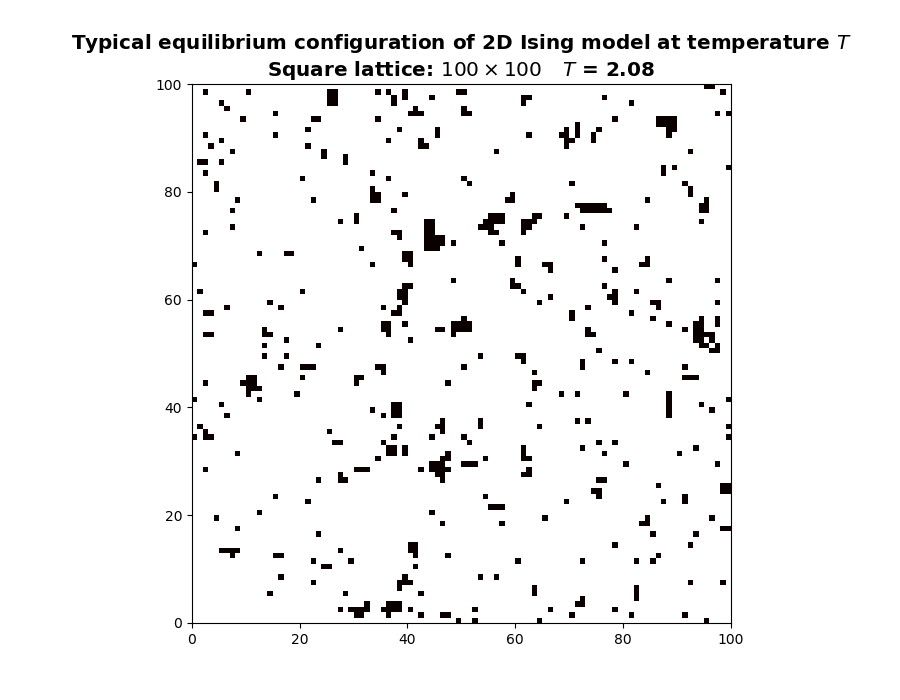 Typical equilibrium configuration of 2D Ising model at temperature T
Square lattice: 100 × 100 T = 2.08
100
80
60
40
20
0
0 20 40 60 80 100